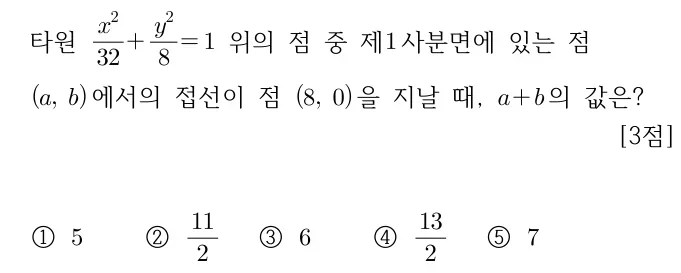 타원 x²/32 + y²/8 = 1 위의 점 중 제1사분면에 있는 점
(a, b)에서의 접선이 점 (8, 0)을 지날 때, a+b의 값은?
[3점]
① 5 ② 11/2 ③ 6 ④ 13/2 ⑤ 7